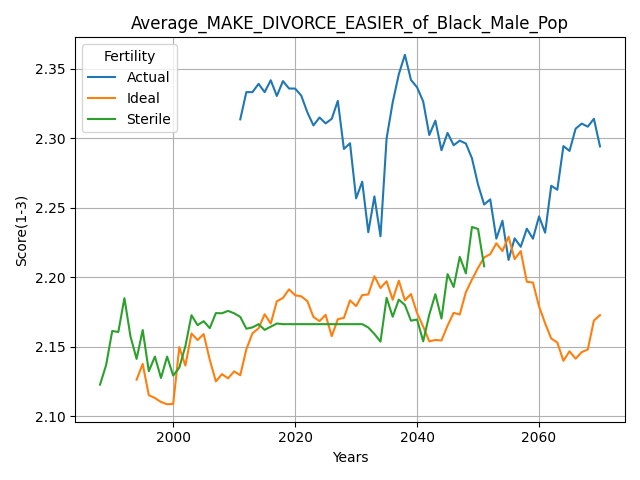 Average_MAKE_DIVORCE_EASIER_of_Black_Male_Pop
Fertility
Actual
Ideal
Sterile
Score(1-3)
2.35
2.30
2.25
2.20
2.15
2.10
2000
2020
2040
2060
Years